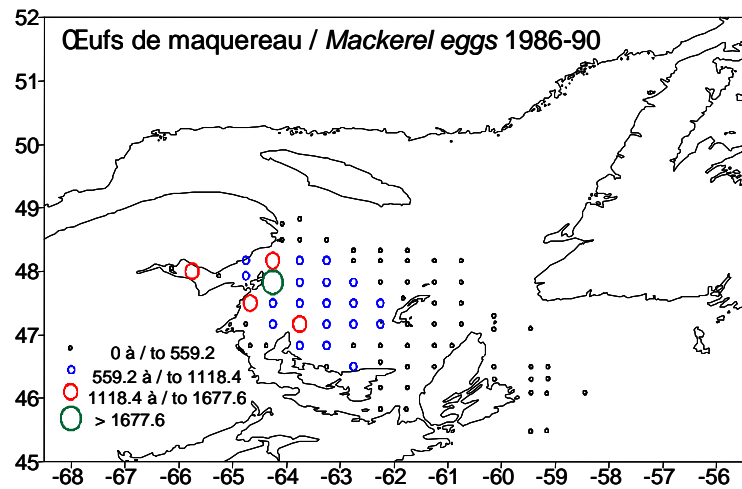 Œufs de maquereau / Mackerel eggs 1986-90
52
51
50
49
48
47
46
45
0 à / to 559.2
559.2 à / to 1118.4
1118.4 à / to 1677.6
> 1677.6
-68 -67 -66 -65 -64 -63 -62 -61 -60 -59 -58 -57 -56